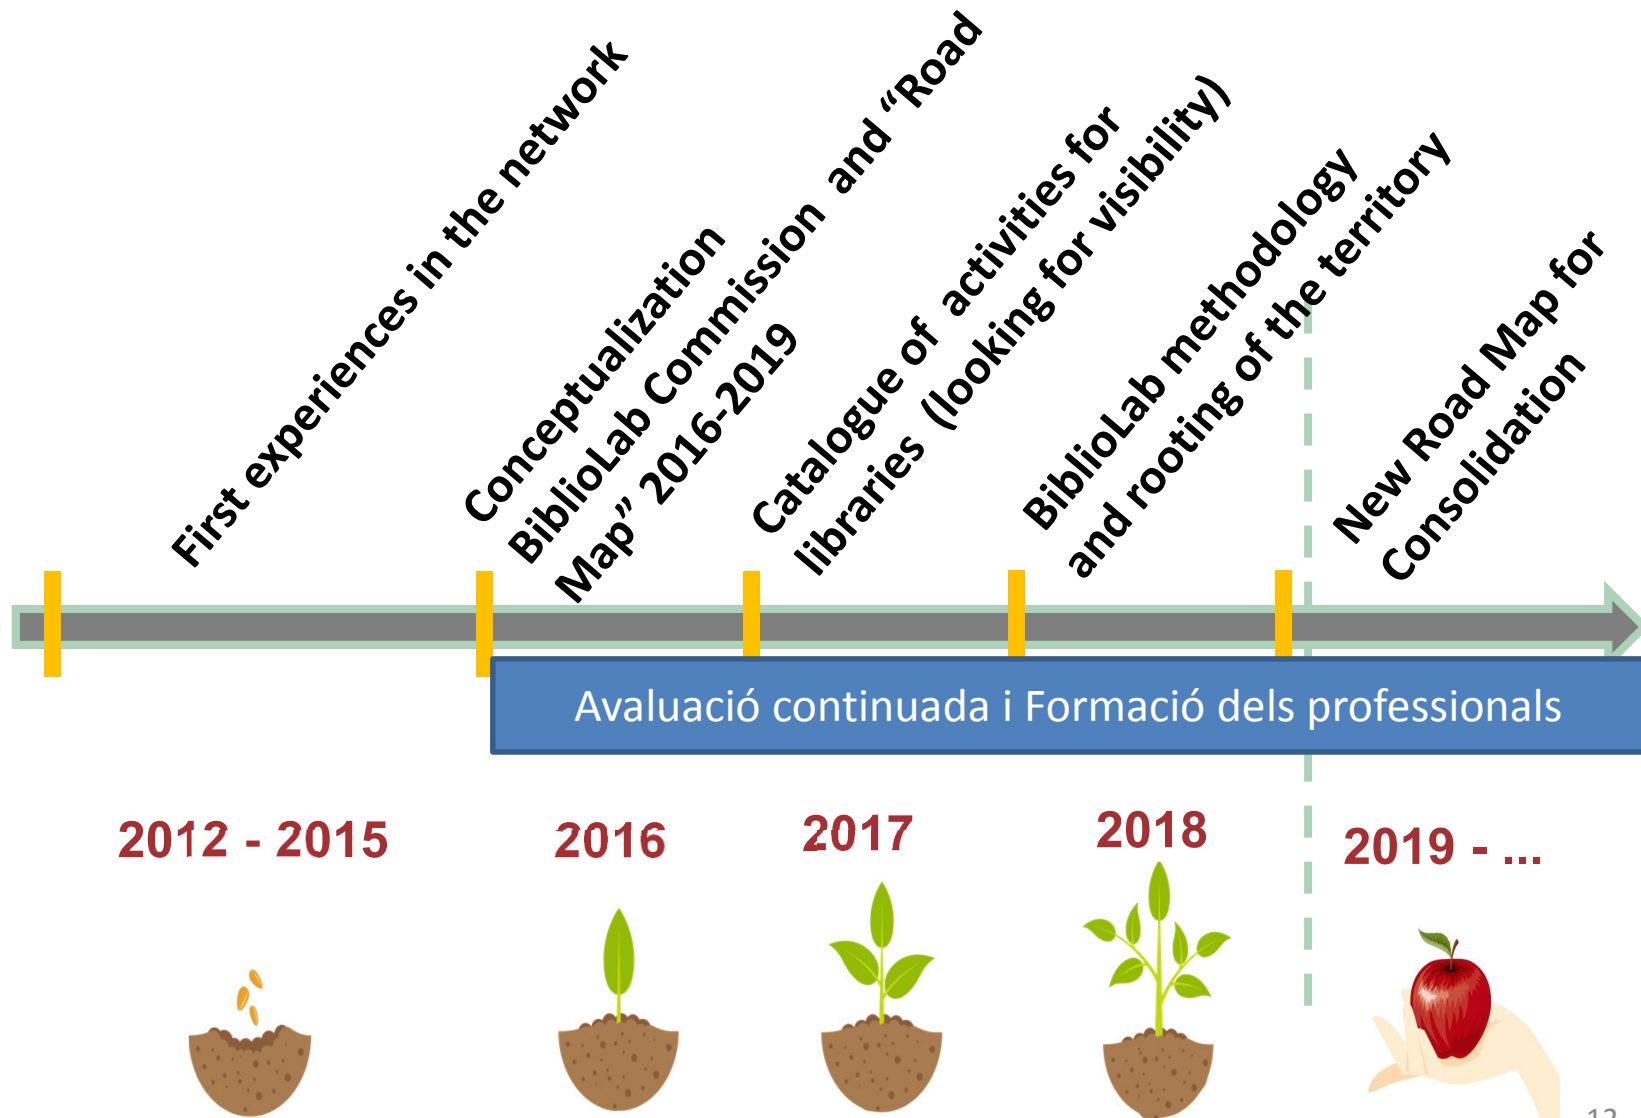 First experiences in the network
Conceptualization
BiblioLab Commission and “Road
Map” 2016-2019
Catalogue of activities for
libraries (looking for visibility)
BiblioLab methodology
and rooting of the territory
New Road Map for
Consolidation
Avaluació continuada i Formació dels professionals
2012 - 2015
2016
2017
2018
2019 - ...
12